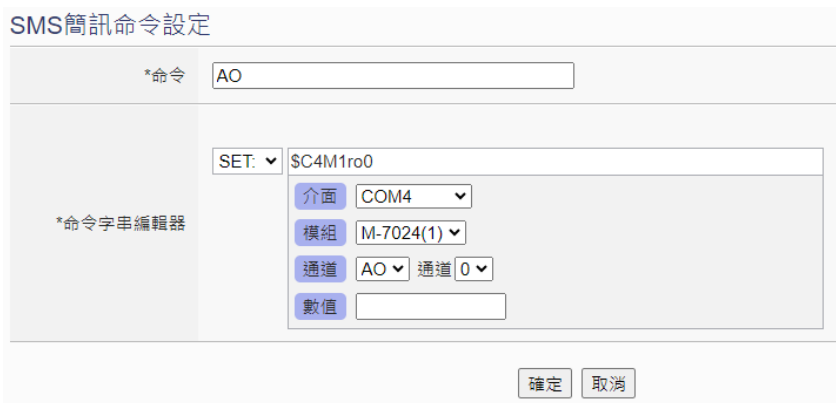 SMS簡訊命令設定
*命令 AO
SET: $C4M1ro0
*命令字串編輯器
介面 COM4
模組 M-7024(1)
通道 AO 通道 0
數值
確定 取消